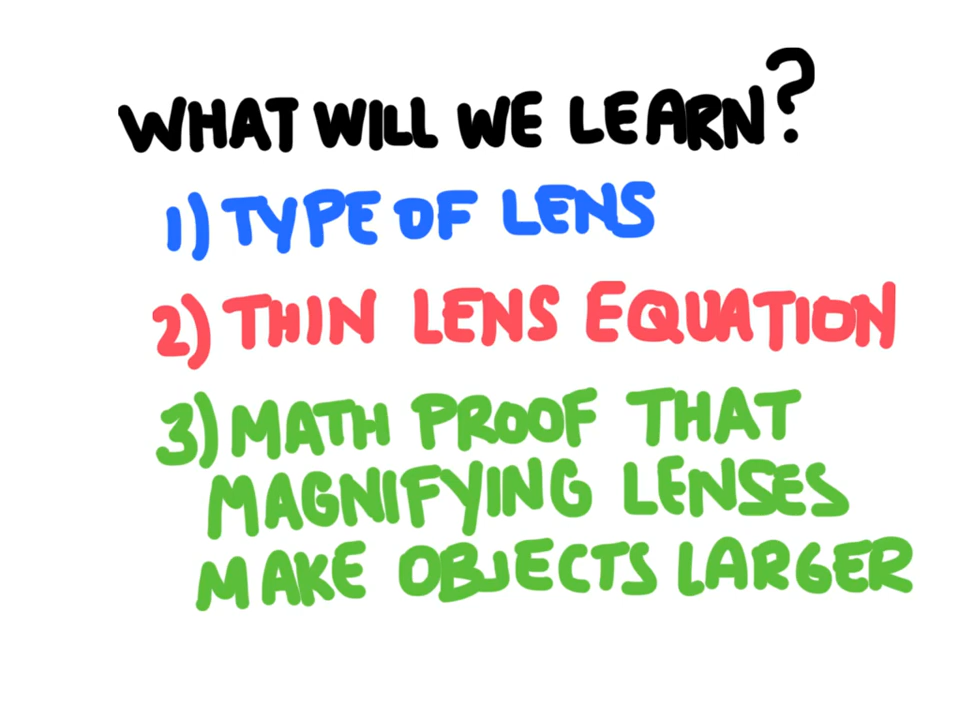 WHAT WILL WE LEARN?
1) TYPE OF LENS
2) THIN LENS EQUATION
3) MATH PROOF THAT
MAGNIFYING LENSES
MAKE OBJECTS LARGER